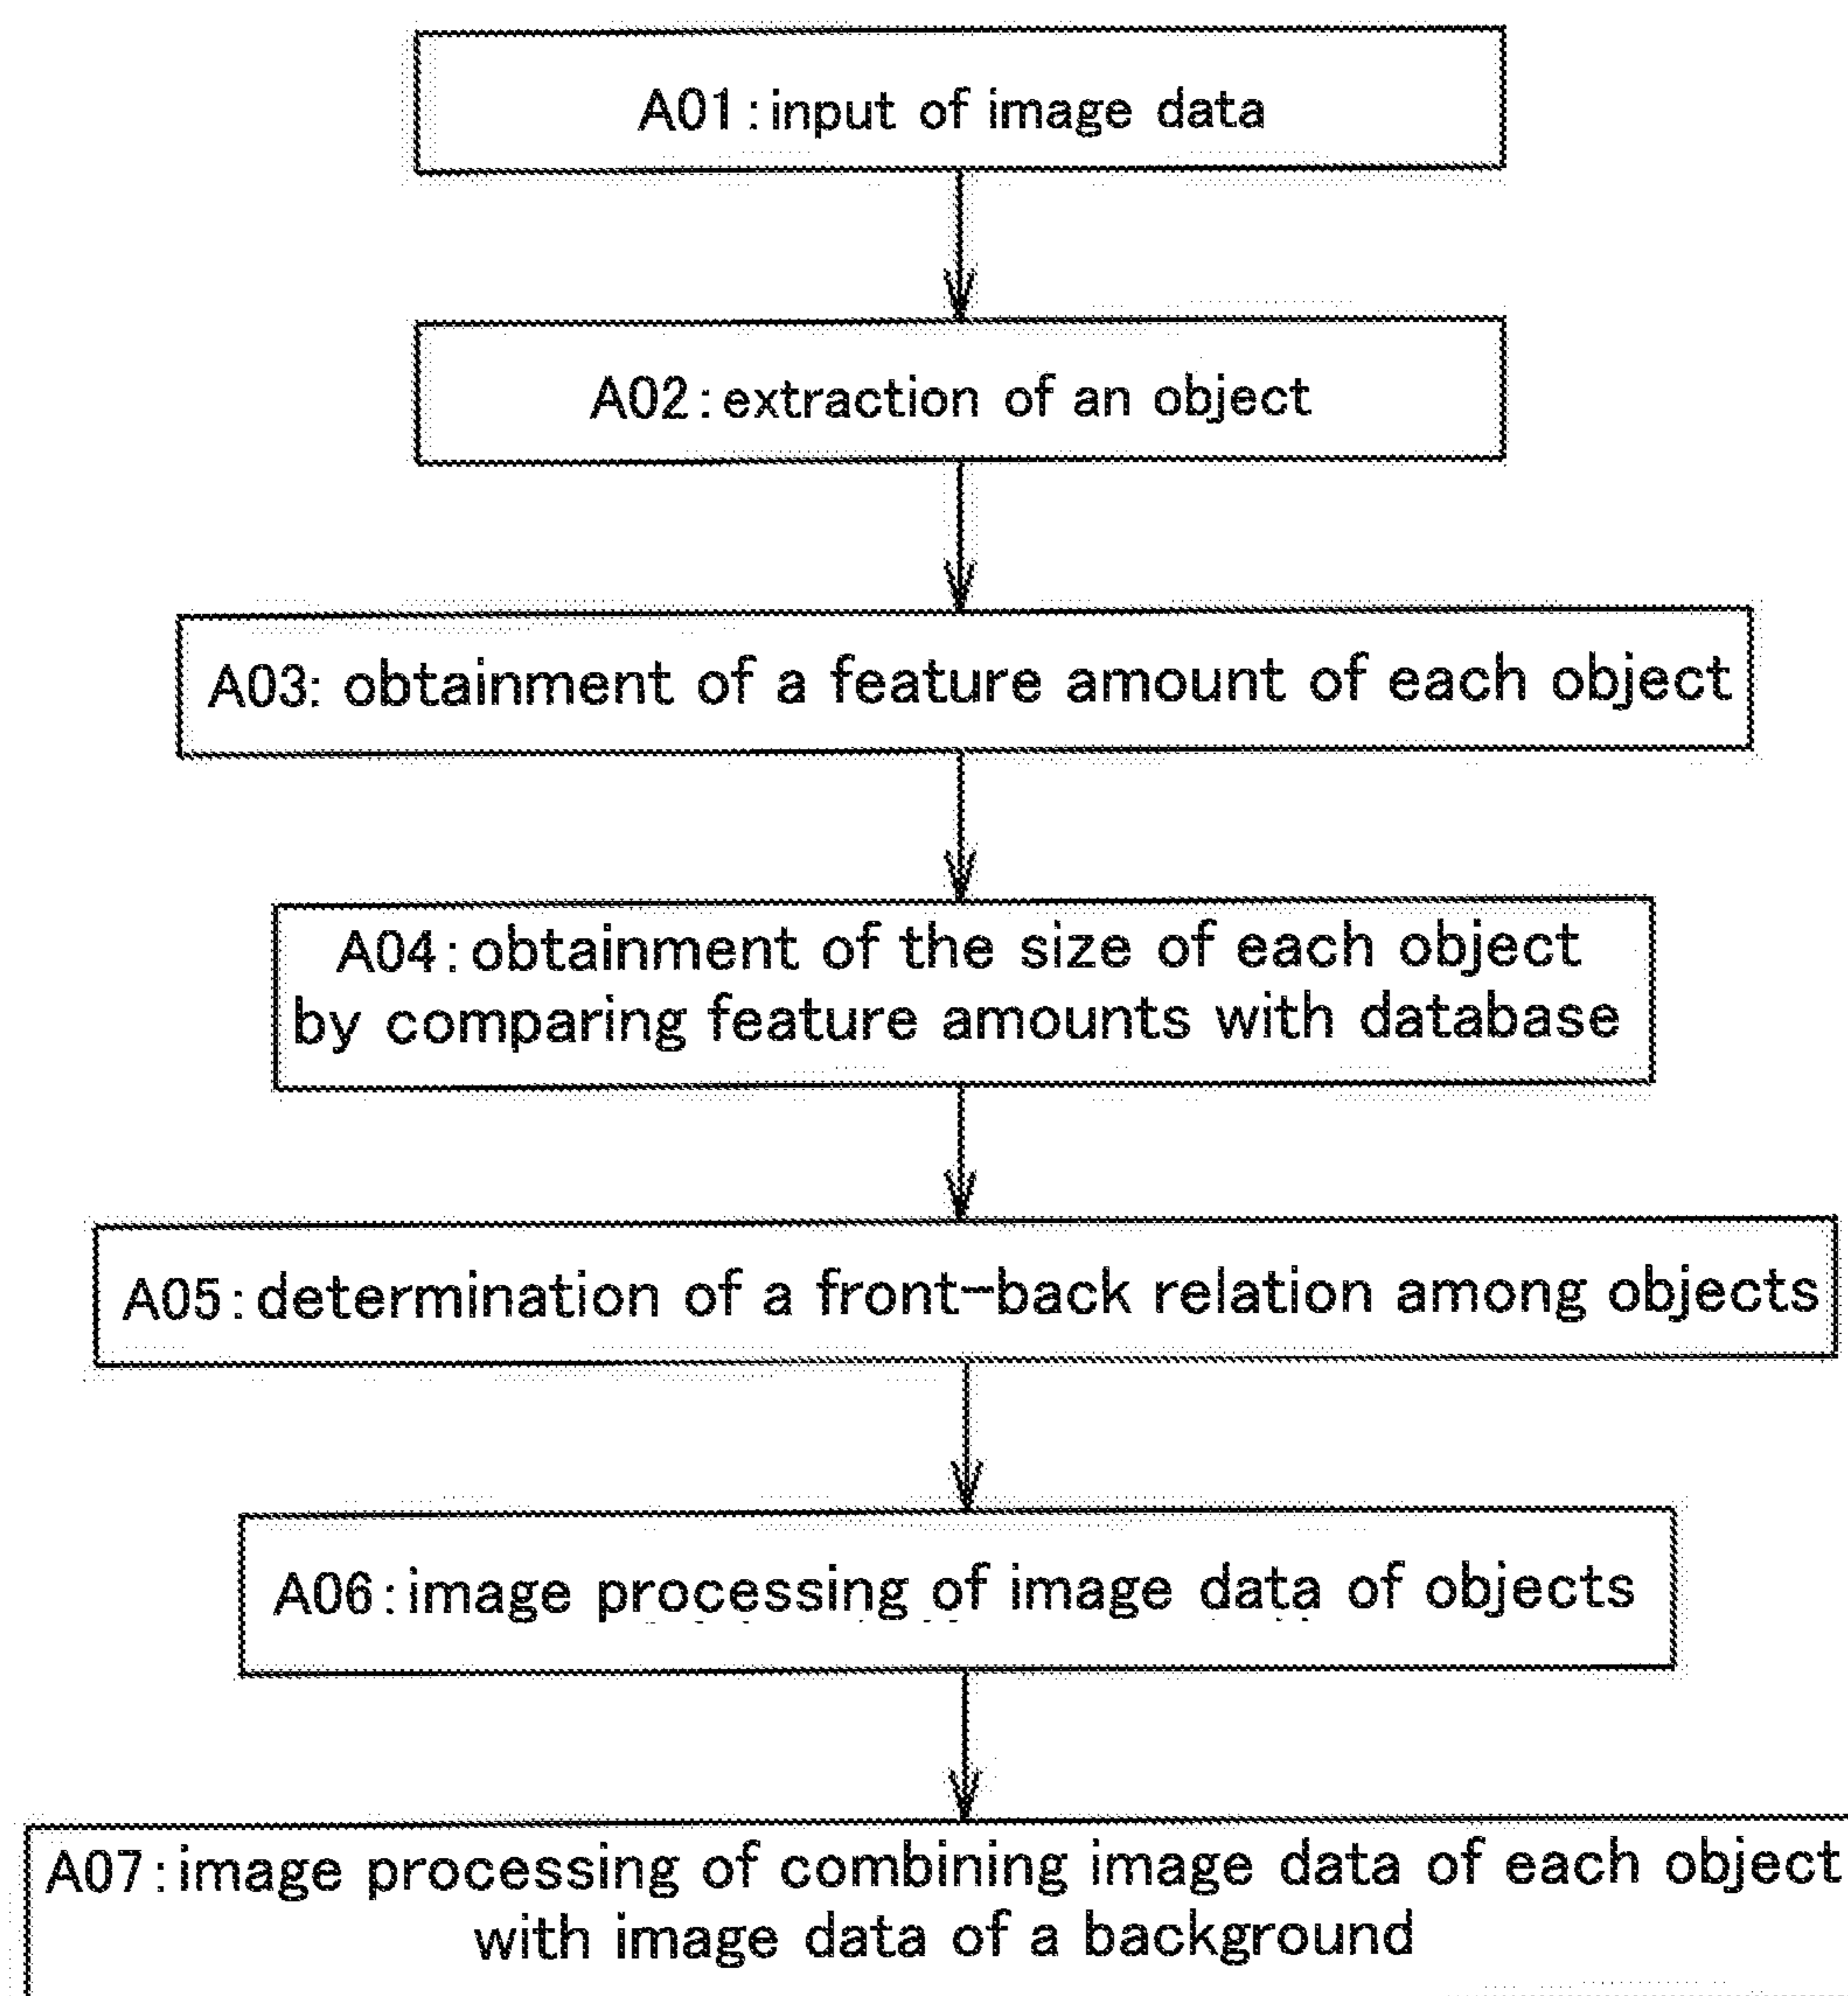 A01:input of image data
A02:extraction of an object
A03: obtainment of a feature amount of each object
A04:obtainment of the size of each object
by comparing feature amounts with database
A05:determination of a front-back relation among objects
A06:image processing of image data of objects
A07:image processing of combining image data of each object
with image data of a background